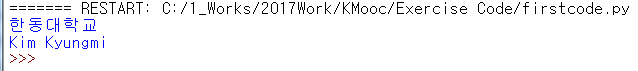 ======= RESTART: C:/1_Works/2017Work/KMooc/Exercise Code/firstcode.py
한동대학교
Kim Kyungmi
>>>